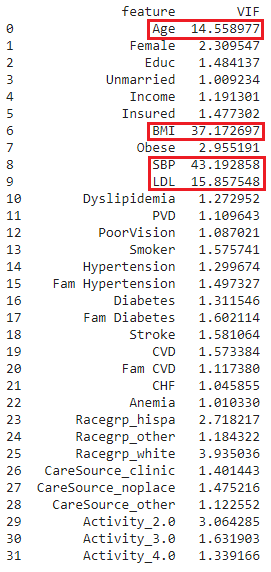 feature VIF
0 Age 14.558977
1 Female 2.309547
2 Educ 1.484137
3 Unmarried 1.009234
4 Income 1.191301
5 Insured 1.477302
6 BMI 37.172697
7 Obese 2.955191
8 SBP 43.192858
9 LDL 15.857548
10 Dyslipidemia 1.272952
11 PVD 1.109643
12 PoorVision 1.087021
13 Smoker 1.575741
14 Hypertension 1.299674
15 Fam Hypertension 1.497327
16 Diabetes 1.311546
17 Fam Diabetes 1.602114
18 Stroke 1.581064
19 CVD 1.573384
20 Fam CVD 1.117380
21 CHF 1.045855
22 Anemia 1.010330
23 Racegrp_hispa 2.718217
24 Racegrp_other 1.184322
25 Racegrp_white 3.935036
26 CareSource_clinic 1.401443
27 CareSource_noplace 1.475216
28 CareSource_other 1.122552
29 Activity_2.0 3.064285
30 Activity_3.0 1.631903
31 Activity_4.0 1.339166